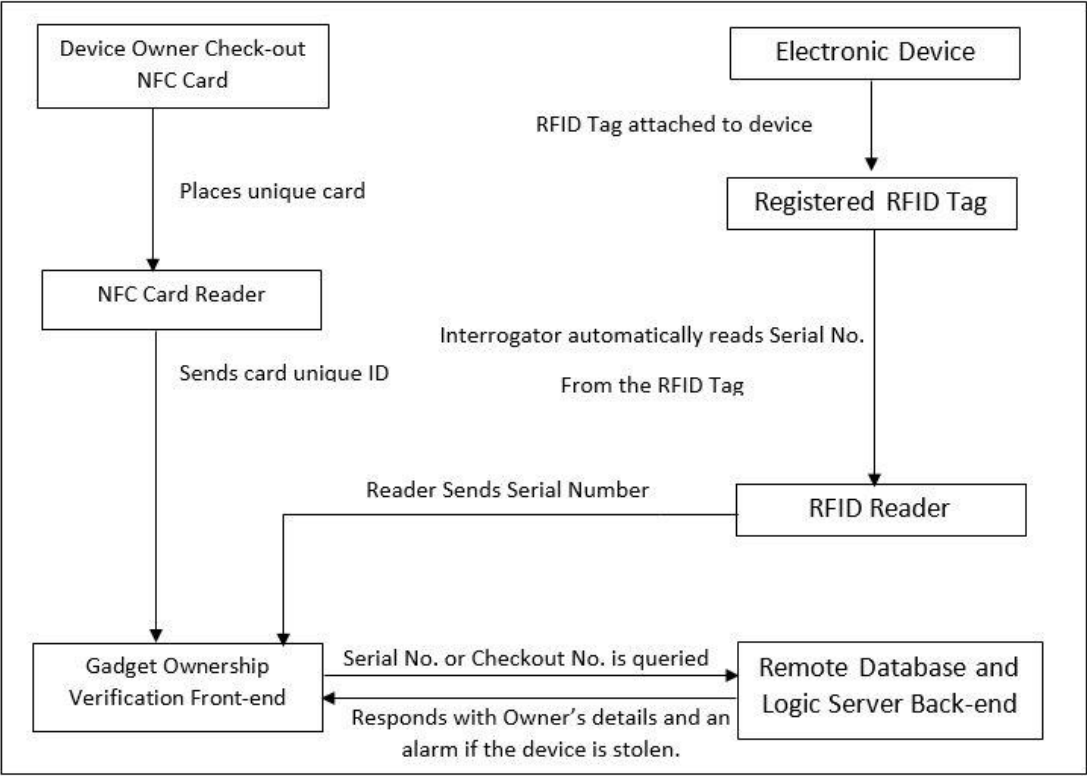 Device Owner Check-out
NFC Card
Electronic Device
RFID Tag attached to device
Places unique card
Registered RFID Tag
NFC Card Reader
Interrogator automatically reads Serial No.
Sends card unique ID
From the RFID Tag
Reader Sends Serial Number
RFID Reader
Gadget Ownership
Verification Front-end
Serial No. or Checkout No. is queried
Remote Database and
Logic Server Back-end
Responds with Owner's details and an
alarm if the device is stolen.